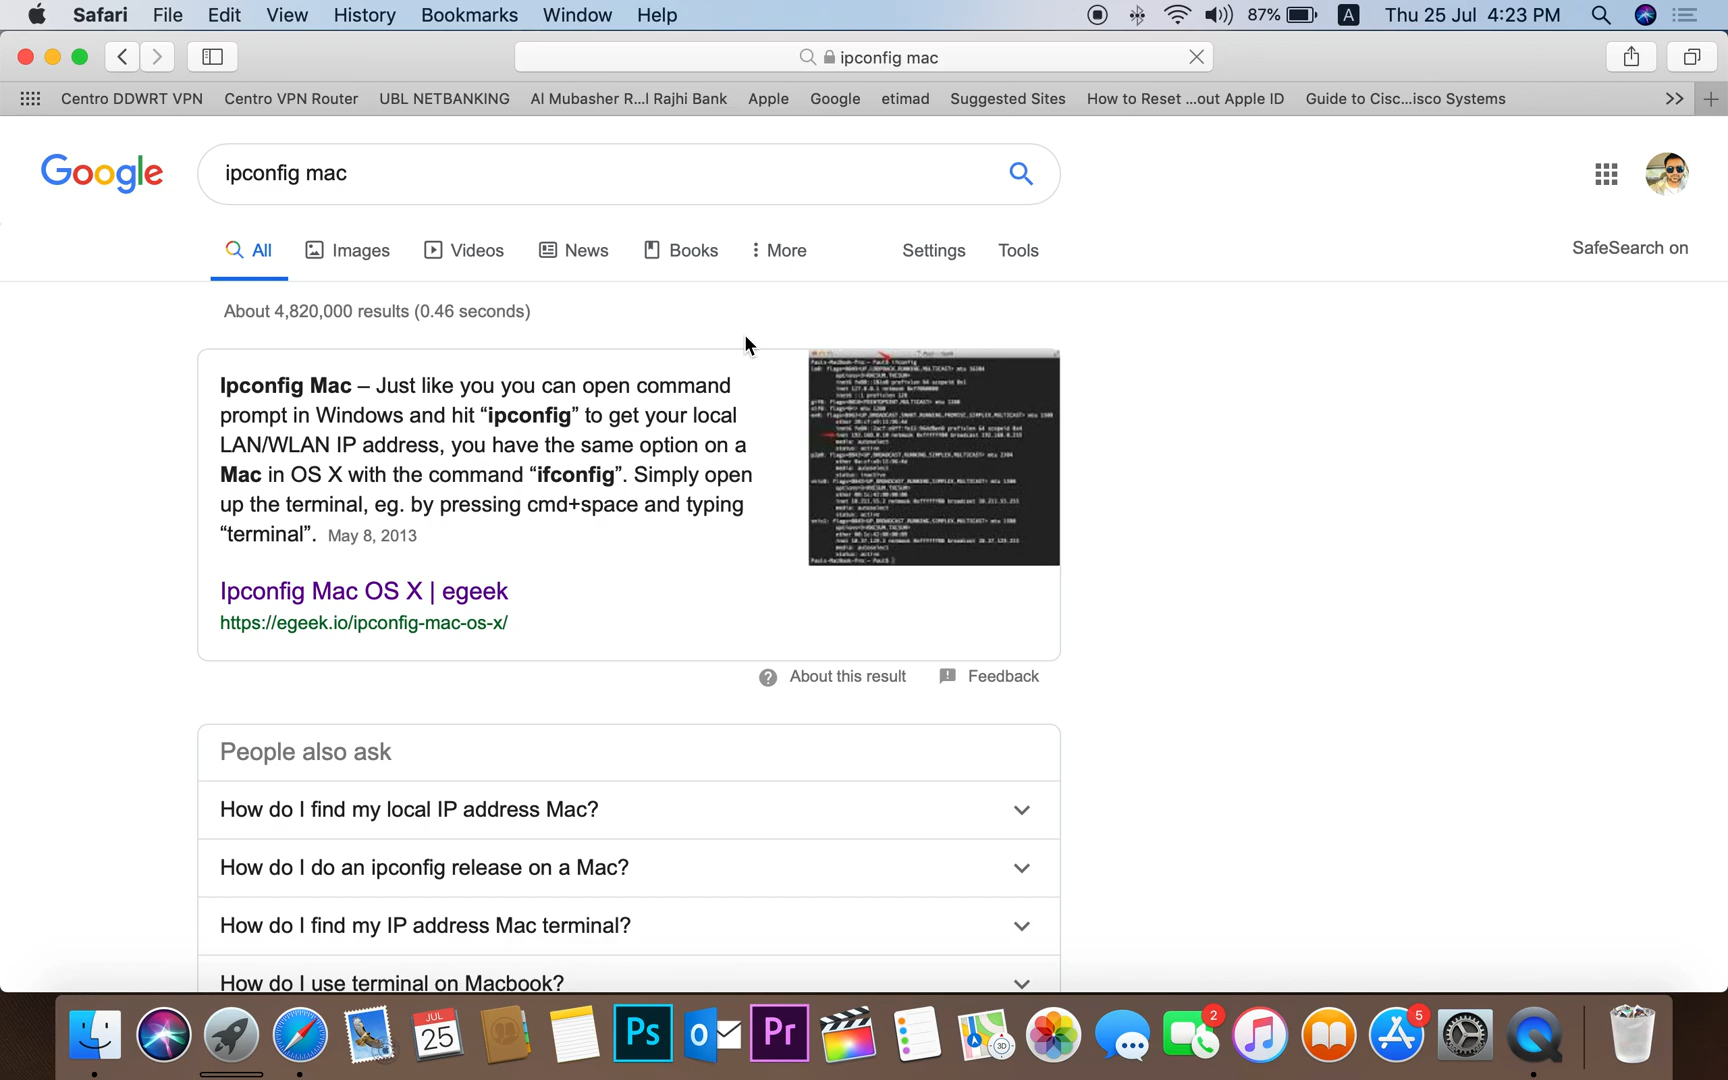 Safari File Edit View History Bookmarks Window Help 87% A Thu 25 Jul 4:23 PM
ipconfig mac
Centro DDWRT VPN Centro VPN Router UBL NETBANKING Al Mubasher R...l Rajhi Bank Apple Google etimad Suggested Sites How to Reset ...out Apple ID Guide to Cisc...isco Systems
Google ipconfig mac
All Images Videos News Books More Settings Tools SafeSearch on
About 4,820,000 results (0.46 seconds)
Ipconfig Mac – Just like you you can open command
prompt in Windows and hit “ipconfig” to get your local
LAN/WLAN IP address, you have the same option on a
Mac in OS X with the command “ifconfig”. Simply open
up the terminal, eg. by pressing cmd+space and typing
“terminal”. May 8, 2013
Ipconfig Mac OS X | egeek
https://egeek.io/ipconfig-mac-os-x/
About this result Feedback
People also ask
How do I find my local IP address Mac?
How do I do an ipconfig release on a Mac?
How do I find my IP address Mac terminal?
How do I use terminal on Macbook?
JUL
25
Ps
O
Pr
3D
2
5